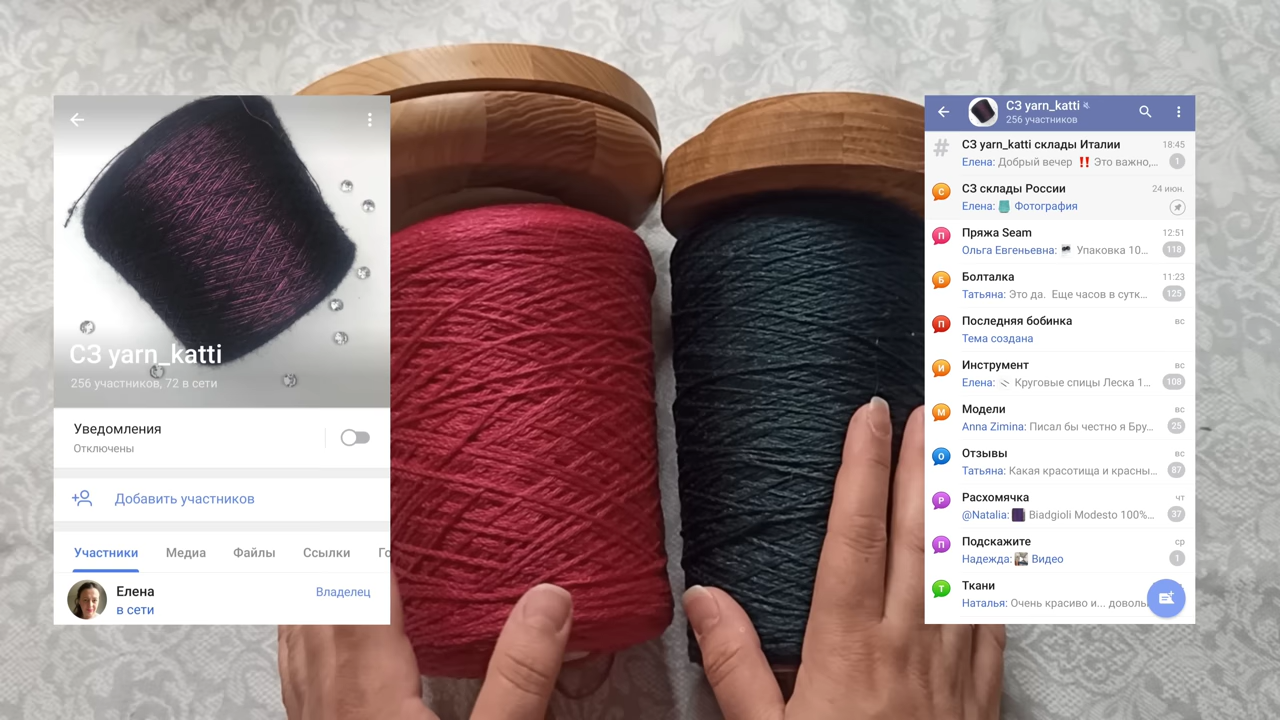 СЗ yarn_katti
256 участников, 72 в сети
Уведомления
Отключены
Добавить участников
Участники Медиа Файлы Ссылки Го
Елена Владелец
в сети
СЗ yarn_katti
256 участников
# СЗ yarn_katti склады Италии 18:45
Елена: Добрый вечер ‼️ Это важно,... 1
С СЗ склады России 24 июн.
Елена: Фотография
П Пряжа Seam 12:51
Ольга Евгеньевна: Упаковка 10... 118
Б Болталка 11:23
Татьяна: Это да. Еще часов в сутк... 125
П Последняя бобинка вс
Тема создана
И Инструмент вс
Елена: Круговые спицы Леска 1... 108
М Модели вс
Anna Zimina: Писал бы честно я Бру... 25
О Отзывы вс
Татьяна: Какая красотища и красны... 87
Р Расхомячка чт
@Natalia: Biadgioli Modesto 100%... 37
П Подскажите ср
Надежда: Видео 1
Т Ткани
Наталья: Очень красиво и... доволь